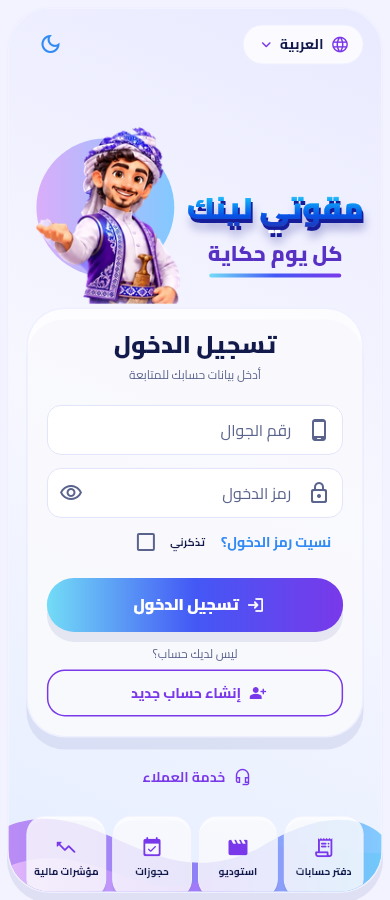 العربية
مقوتي لينك
كل يوم حكاية
تسجيل الدخول
أدخل بيانات حسابك للمتابعة
رقم الجوال
رمز الدخول
نسيت رمز الدخول؟
تذكرني
تسجيل الدخول
ليس لديك حساب؟
إنشاء حساب جديد
خدمة العملاء
دفتر حسابات
استوديو
حجوزات
مؤشرات مالية